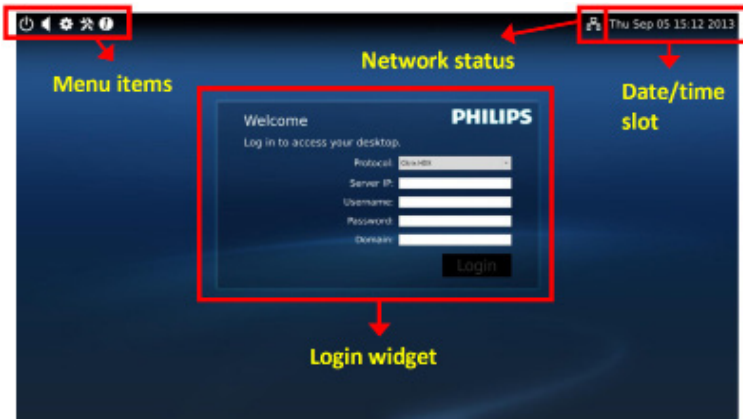 Thu Sep 05 15:12 2013
Network status
Menu items
Date/time
slot
Welcome
PHILIPS
Log in to access your desktop.
Protocol:
Server IP:
Username:
Password:
Domain:
Login
Login widget